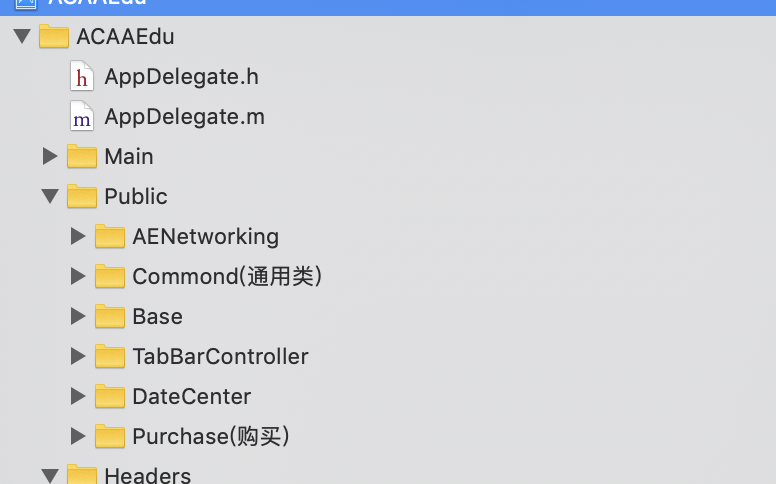 ACAAEdu
ACAAEdu
h AppDelegate.h
m AppDelegate.m
Main
Public
AENetworking
Commond(通用类)
Base
TabBarController
DateCenter
Purchase(购买)
Headers